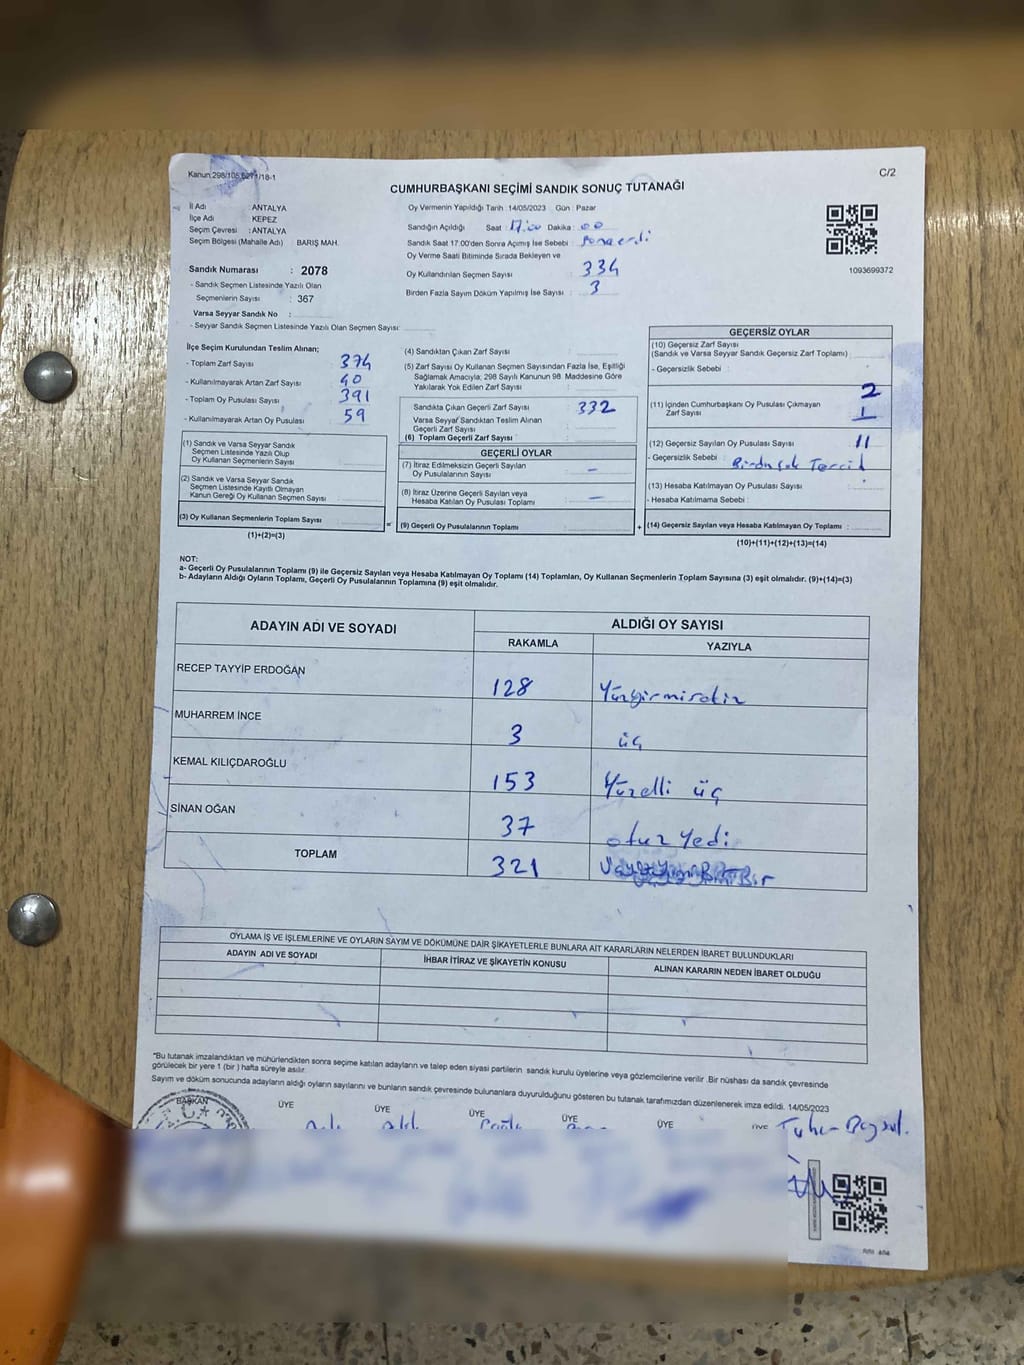 Kanun:298/105,6271/18-1
C/2
CUMHURBAŞKANI SEÇİMİ SANDIK SONUÇ TUTANAĞI
İl Adı : ANTALYA
İlçe Adı KEPEZ
Seçim Çevresi : ANTALYA
Seçim Bölgesi (Mahalle Adı) BARIŞ MAH.
Sandık Numarası : 2078
- Sandık Seçmen Listesinde Yazılı Olan
Seçmenlerin Sayısı : 367
Varsa Seyyar Sandık No :
- Seyyar Sandık Seçmen Listesinde Yazılı Olan Seçmen Sayısı:
Oy Vermenin Yapıldığı Tarih 14/05/2023 Gün : Pazar
Sandığın Açıldığı Saat : 17:00 Dakika : 00
Sandık Saat 17:00'den Sonra Açımış İse Sebebi : Sona erdi
Oy Verme Saati Bitiminde Sırada Bekleyen ve
Oy Kullandırılan Seçmen Sayısı : 334
Birden Fazla Sayım Döküm Yapılmış İse Sayısı : 3
1093699372
İlçe Seçim Kurulundan Teslim Alınan;
- Toplam Zarf Sayısı : 374
- Kullanılmayarak Artan Zarf Sayısı : 40
- Toplam Oy Pusulası Sayısı : 391
- Kullanılmayarak Artan Oy Pusulası : 59
(1) Sandık ve Varsa Seyyar Sandık
Seçmen Listesinde Yazılı Olup
Oy Kullanan Seçmenlerin Sayısı :
(2) Sandık ve Varsa Seyyar Sandık
Seçmen Listesinde Kayıtlı Olmayan
Kanun Gereği Oy Kullanan Seçmen Sayısı :
(3) Oy Kullanan Seçmenlerin Toplam Sayısı :
(1)+(2)=(3)
(4) Sandıktan Çıkan Zarf Sayısı :
(5) Zarf Sayısı Oy Kullanan Seçmen Sayısından Fazla İse, Eşitliği
Sağlamak Amacıyla; 298 Sayılı Kanunun 98. Maddesine Göre
Yakılarak Yok Edilen Zarf Sayısı :
Sandıkta Çıkan Geçerli Zarf Sayısı : 332
Varsa Seyyar Sandıktan Teslim Alınan
Geçerli Zarf Sayısı :
(6) Toplam Geçerli Zarf Sayısı :
GEÇERLİ OYLAR
(7) İtiraz Edilmeksizin Geçerli Sayılan
Oy Pusulalarının Sayısı : –
(8) İtiraz Üzerine Geçerli Sayılan veya
Hesaba Katılan Oy Pusulası Toplamı : –
= (9) Geçerli Oy Pusulalarının Toplamı :
GEÇERSİZ OYLAR
(10) Geçersiz Zarf Sayısı
(Sandık ve Varsa Seyyar Sandık Geçersiz Zarf Toplamı) :
- Geçersizlik Sebebi :
2
(11) İçinden Cumhurbaşkanı Oy Pusulası Çıkmayan
Zarf Sayısı : 1
(12) Geçersiz Sayılan Oy Pusulası Sayısı : 11
- Geçersizlik Sebebi : Birden çok Tercih
(13) Hesaba Katılmayan Oy Pusulası Sayısı :
- Hesaba Katılmama Sebebi :
+ (14) Geçersiz Sayılan veya Hesaba Katılmayan Oy Toplamı :
(10)+(11)+(12)+(13)=(14)
NOT:
a- Geçerli Oy Pusulalarının Toplamı (9) ile Geçersiz Sayılan veya Hesaba Katılmayan Oy Toplamı (14) Toplamları, Oy Kullanan Seçmenlerin Toplam Sayısına (3) eşit olmalıdır. (9)+(14)=(3)
b- Adayların Aldığı Oyların Toplamı, Geçerli Oy Pusulalarının Toplamına (9) eşit olmalıdır.
ADAYIN ADI VE SOYADI ALDIĞI OY SAYISI
RAKAMLA YAZIYLA
RECEP TAYYİP ERDOĞAN 128 Yüzyirmisekiz
MUHARREM İNCE 3 üç
KEMAL KILIÇDAROĞLU 153 Yüzelli üç
SİNAN OĞAN 37 otuz yedi
TOPLAM 321 Bir
OYLAMA İŞ VE İŞLEMLERİNE VE OYLARIN SAYIM VE DÖKÜMÜNE DAİR ŞİKAYETLERLE BUNLARA AİT KARARLARIN NELERDEN İBARET BULUNDUKLARI
ADAYIN ADI VE SOYADI İHBAR İTİRAZ VE ŞİKAYETİN KONUSU ALINAN KARARIN NEDEN İBARET OLDUĞU
*Bu tutanak imzalandıktan ve mühürlendikten sonra seçime katılan adayların ve talep eden siyasi partilerin sandık kurulu üyelerine veya gözlemcilerine verilir .Bir nüshası da sandık çevresinde
görülecek bir yere 1 (bir ) hafta süreyle asılır.
Sayım ve döküm sonucunda adayların aldığı oyların sayılarını ve bunların sandık çevresinde bulunanlara duyurulduğunu gösteren bu tutanak tarafımızdan düzenlenerek imza edildi. 14/05/2023
BAŞKAN ÜYE ÜYE ÜYE ÜYE ÜYE ÜYE
T.C.